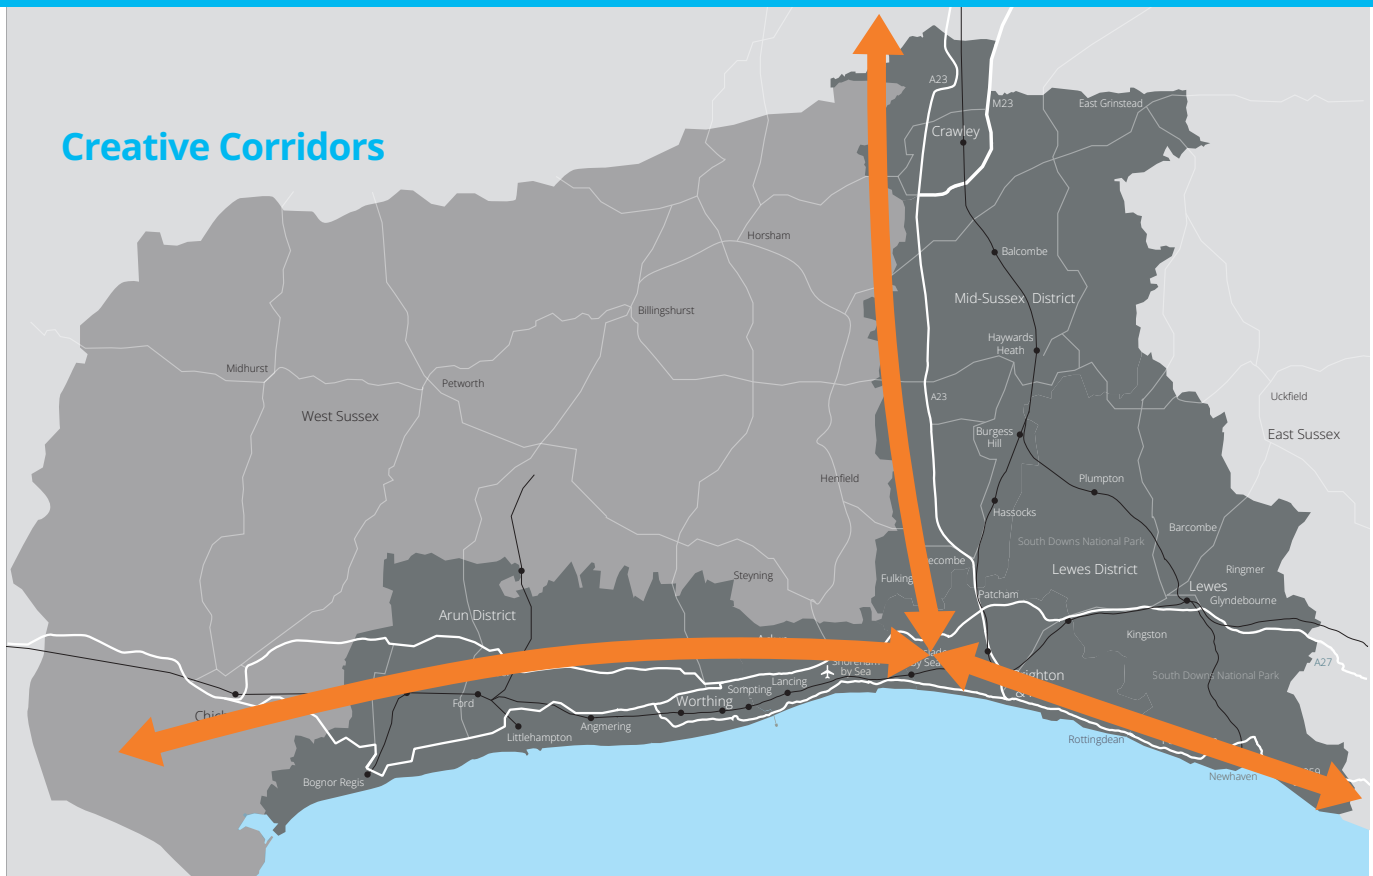 Creative Corridors
A23
M23
East Grinstead
Crawley
Horsham
Balcombe
Mid-Sussex District
Billingshurst
Haywards
Heath
Midhurst
Petworth
A23
Uckfield
West Sussex
Burgess
Hill
East Sussex
Henfield
Plumpton
Hassocks
Barcombe
South Downs National Park
ecombe
Lewes District
Ringmer
Steyning
Fulking
Lewes
Patcham
Glyndebourne
Arun District
Kingston
by Sea
A27
by Sea
South Downs National Park
Lancing
Sompting
Ford
Worthing
Angmering
Littlehampton
Rottingdean
Bognor Regis
Newhaven